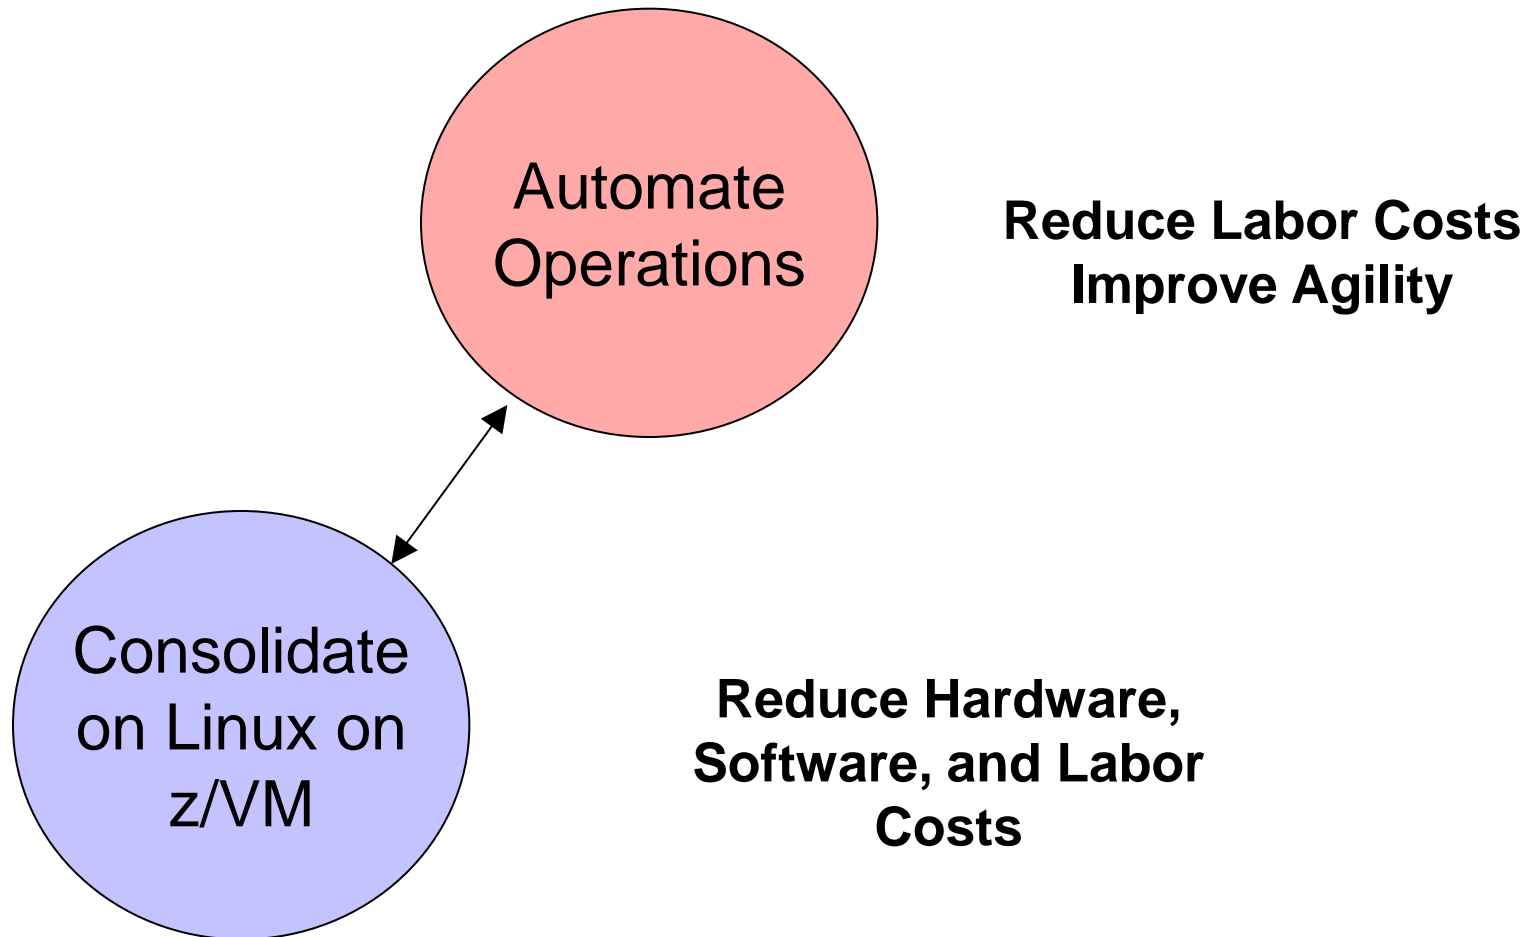 Automate
Operations
Reduce Labor Costs
Improve Agility
Consolidate
on Linux on
z/VM
Reduce Hardware,
Software, and Labor
Costs